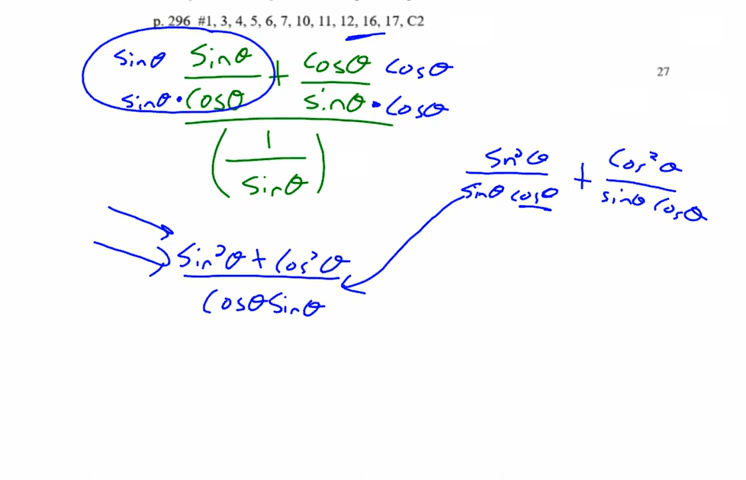 p. 296 #1, 3, 4, 5, 6, 7, 10, 11, 12, 16, 17, C2
sinθ sinθ + cosθ cosθ
sinθ · cosθ sinθ · cosθ
27
1
sinθ
sin²θ + cos²θ
sinθ cosθ sinθ cosθ
sin²θ + cos²θ
cosθ sinθ